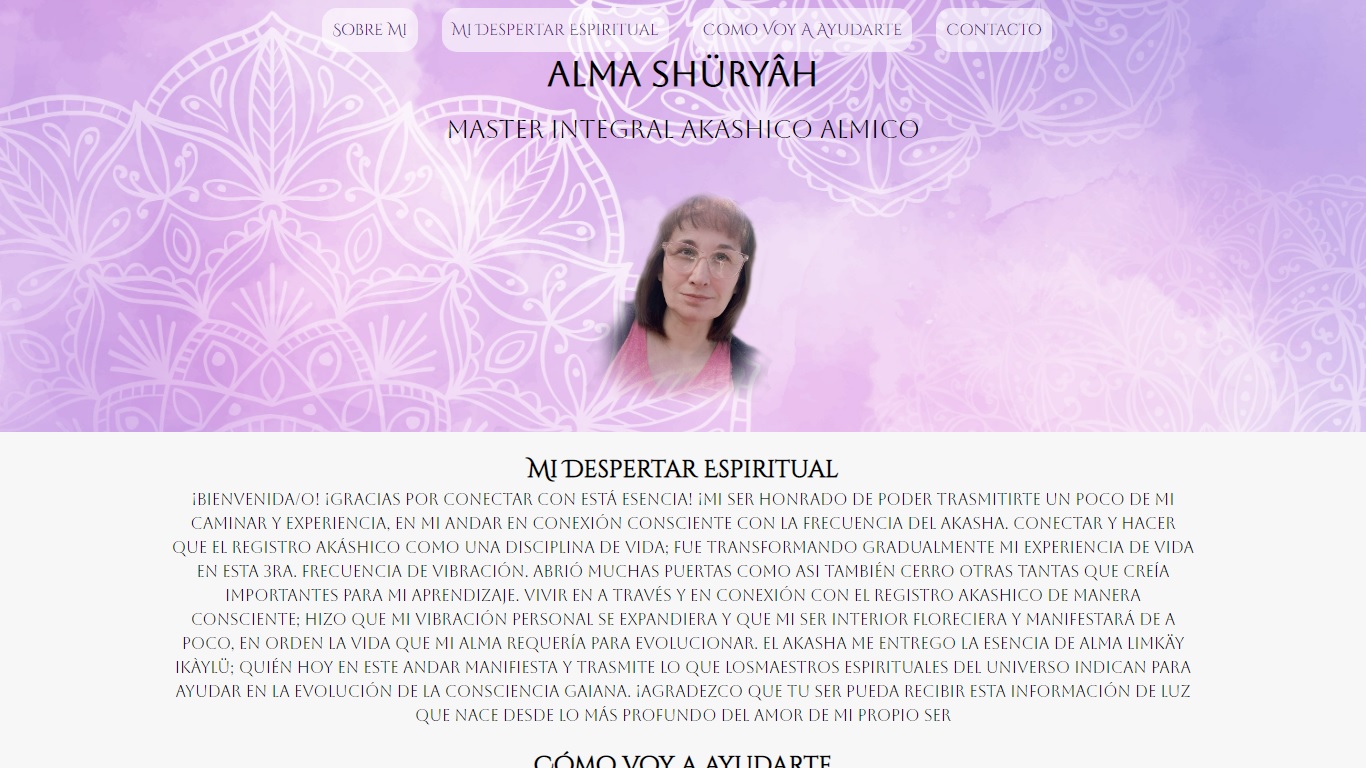 Sobre Mi
Mi Despertar Espiritual
Como Voy A Ayudarte
Contacto
ALMA SHÜRYÂH
MASTER INTEGRAL AKASHICO ALMICO
Mi Despertar Espiritual
¡BIENVENIDA/O! ¡GRACIAS POR CONECTAR CON ESTÁ ESENCIA! ¡MI SER HONRADO DE PODER TRASMITIRTE UN POCO DE MI
CAMINAR Y EXPERIENCIA, EN MI ANDAR EN CONEXIÓN CONSCIENTE CON LA FRECUENCIA DEL AKASHA. CONECTAR Y HACER
QUE EL REGISTRO AKÁSHICO COMO UNA DISCIPLINA DE VIDA; FUE TRANSFORMANDO GRADUALMENTE MI EXPERIENCIA DE VIDA
EN ESTA 3RA. FRECUENCIA DE VIBRACIÓN. ABRIÓ MUCHAS PUERTAS COMO ASI TAMBIÉN CERRO OTRAS TANTAS QUE CREÍA
IMPORTANTES PARA MI APRENDIZAJE. VIVIR EN A TRAVÉS Y EN CONEXIÓN CON EL REGISTRO AKASHICO DE MANERA
CONSCIENTE; HIZO QUE MI VIBRACIÓN PERSONAL SE EXPANDIERA Y QUE MI SER INTERIOR FLORECIERA Y MANIFESTARÁ DE A
POCO, EN ORDEN LA VIDA QUE MI ALMA REQUERÍA PARA EVOLUCIONAR. EL AKASHA ME ENTREGO LA ESENCIA DE ALMA LIMKÄY
IKÀYLÜ; QUIÉN HOY EN ESTE ANDAR MANIFIESTA Y TRASMITE LO QUE LOSMAESTROS ESPIRITUALES DEL UNIVERSO INDICAN PARA
AYUDAR EN LA EVOLUCIÓN DE LA CONSCIENCIA GAIANA. ¡AGRADEZCO QUE TU SER PUEDA RECIBIR ESTA INFORMACIÓN DE LUZ
QUE NACE DESDE LO MÁS PROFUNDO DEL AMOR DE MI PROPIO SER
CÓMO VOY A AYUDARTE